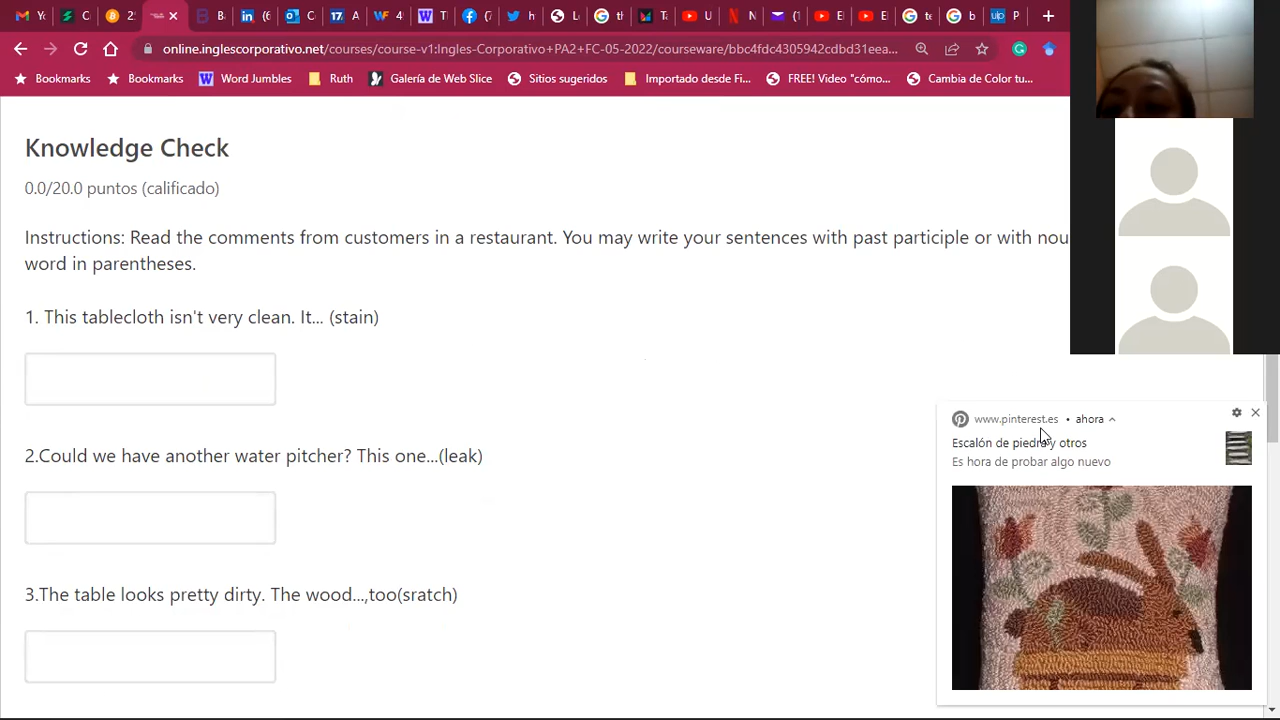 online.inglescorporativo.net/courses/course-v1:Ingles-Corporativo+PA2+FC-05-2022/courseware/bbc4fdc4305942cdbd31eea...
Bookmarks Bookmarks Word Jumbles Ruth Galería de Web Slice Sitios sugeridos Importado desde Fi... FREE! Video "cómo... Cambia de Color tu...
Knowledge Check
0.0/20.0 puntos (calificado)
Instructions: Read the comments from customers in a restaurant. You may write your sentences with past participle or with nou
word in parentheses.
1. This tablecloth isn't very clean. It... (stain)
www.pinterest.es • ahora
Escalón de piedra y otros
Es hora de probar algo nuevo
2.Could we have another water pitcher? This one...(leak)
3.The table looks pretty dirty. The wood...,too(sratch)